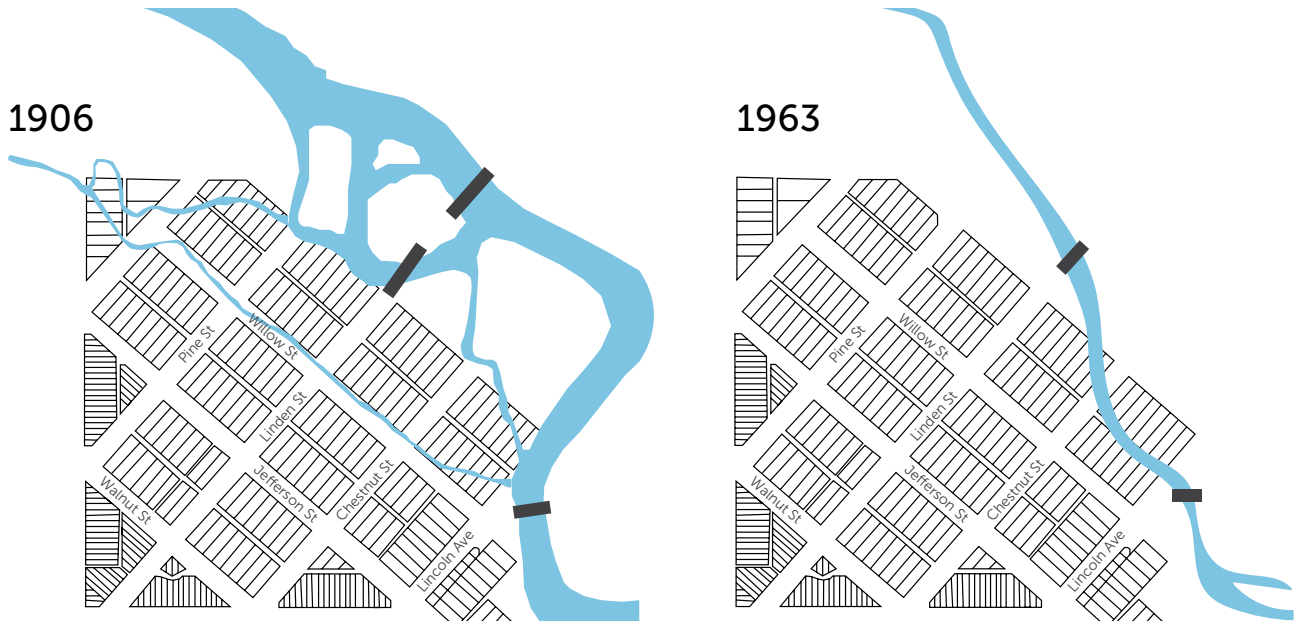 1906
Willow St
Pine St
Linden St
Jefferson St
Chestnut St
Walnut St
Lincoln Ave
1963
Willow St
Pine St
Linden St
Jefferson St
Chestnut St
Walnut St
Lincoln Ave